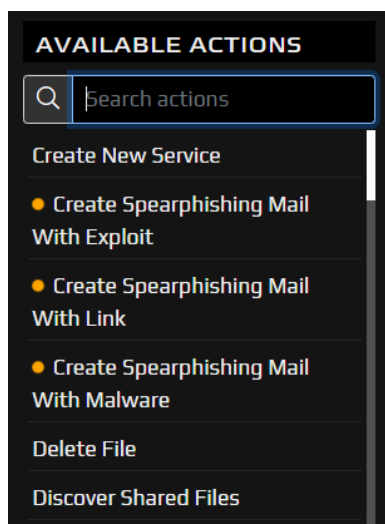 AVAILABLE ACTIONS
Search actions
Create New Service
Create Spearphishing Mail
With Exploit
Create Spearphishing Mail
With Link
Create Spearphishing Mail
With Malware
Delete File
Discover Shared Files